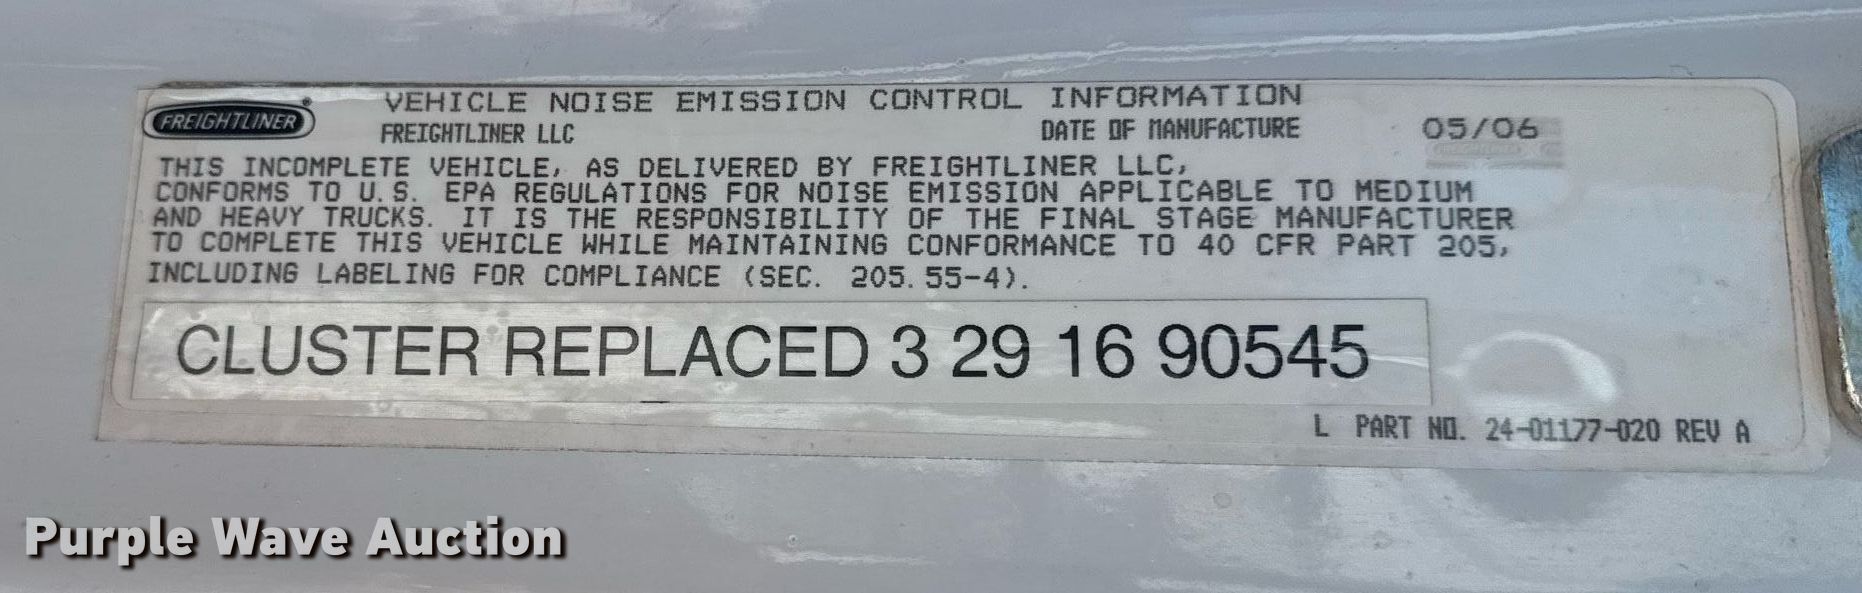 FREIGHTLINER
VEHICLE NOISE EMISSION CONTROL INFORMATION
FREIGHTLINER LLC DATE OF MANUFACTURE 05/06
THIS INCOMPLETE VEHICLE, AS DELIVERED BY FREIGHTLINER LLC,
CONFORMS TO U.S. EPA REGULATIONS FOR NOISE EMISSION APPLICABLE TO MEDIUM
AND HEAVY TRUCKS. IT IS THE RESPONSIBILITY OF THE FINAL STAGE MANUFACTURER
TO COMPLETE THIS VEHICLE WHILE MAINTAINING CONFORMANCE TO 40 CFR PART 205,
INCLUDING LABELING FOR COMPLIANCE (SEC. 205.55-4).
CLUSTER REPLACED 3 29 16 90545
L PART NO. 24-01177-020 REV A
Purple Wave Auction